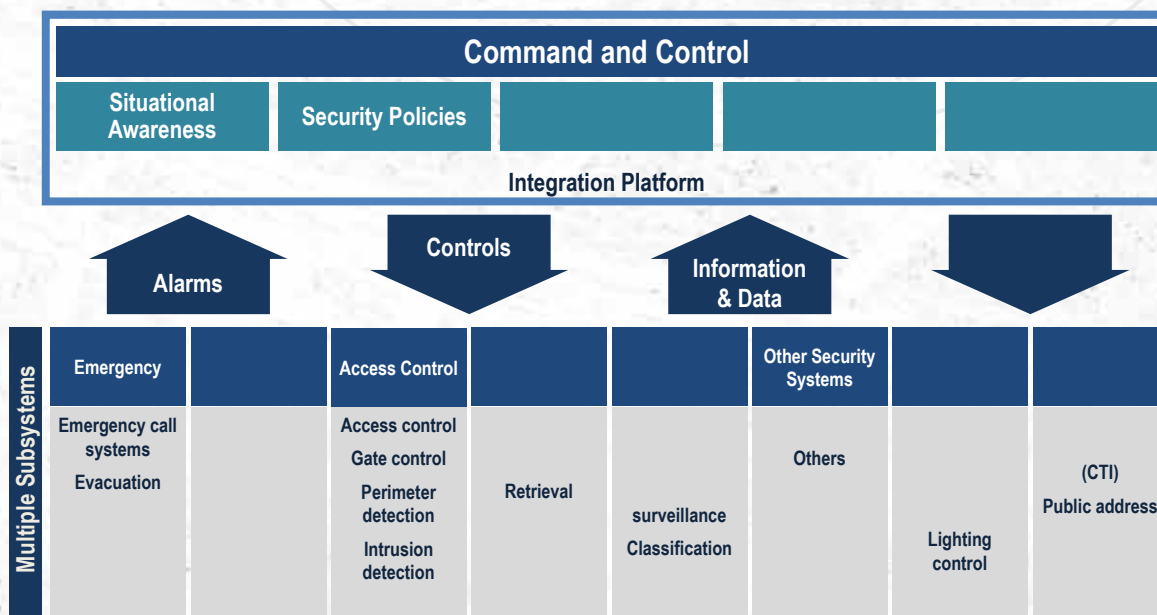 Command and Control
Situational
Awareness
Security Policies
Integration Platform
Alarms
Controls
Information
& Data
Multiple Subsystems
Emergency
Access Control
Other Security
Systems
Emergency call
systems
Evacuation
Access control
Gate control
Perimeter
detection
Intrusion
detection
Retrieval
surveillance
Classification
Others
Lighting
control
(CTI)
Public address